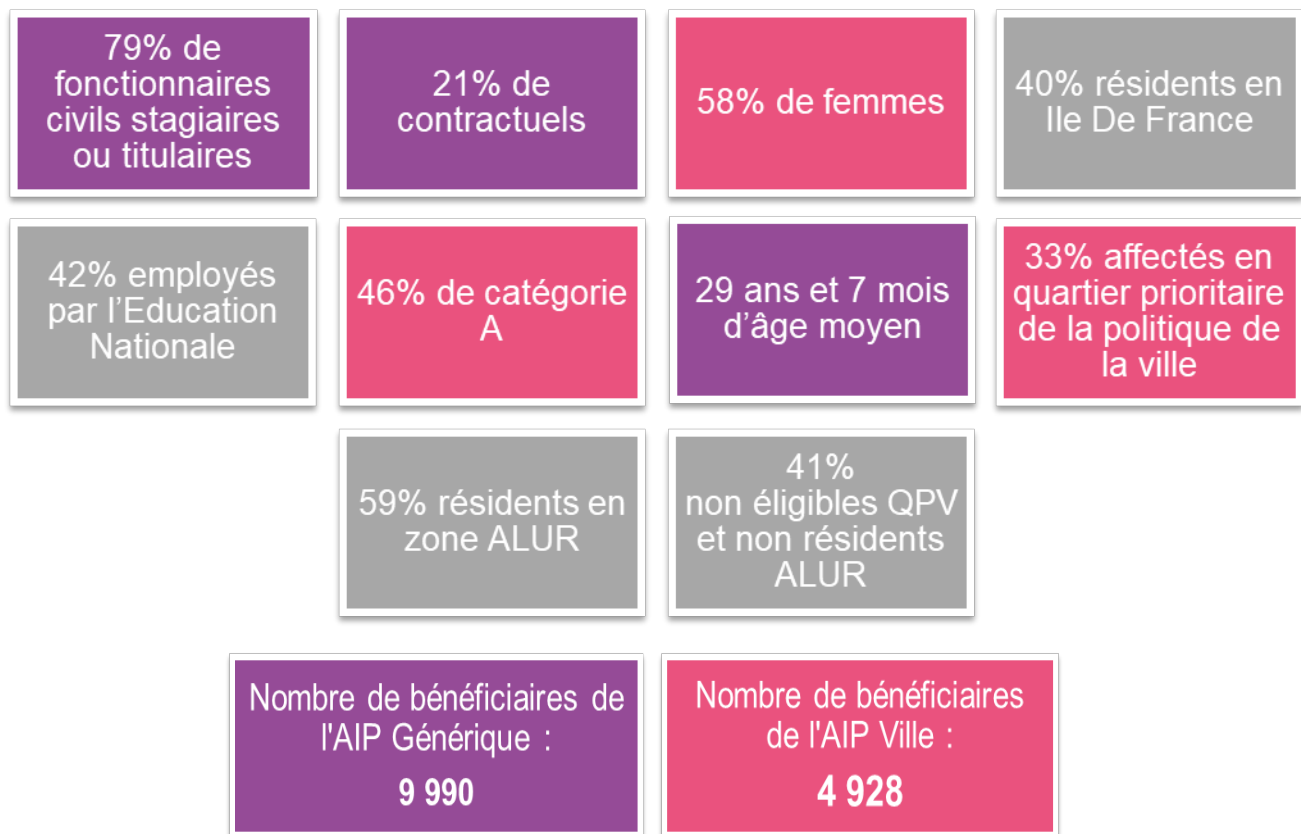 79% de
fonctionnaires
civils stagiaires
ou titulaires
21% de
contractuels
58% de femmes
40% résidents en
Ile De France
42% employés
par l’Education
Nationale
46% de catégorie
A
29 ans et 7 mois
d’âge moyen
33% affectés en
quartier prioritaire
de la politique de
la ville
59% résidents en
zone ALUR
41%
non éligibles QPV
et non résidents
ALUR
Nombre de bénéficiaires de
l'AIP Générique :
9 990
Nombre de bénéficiaires
de l'AIP Ville :
4 928